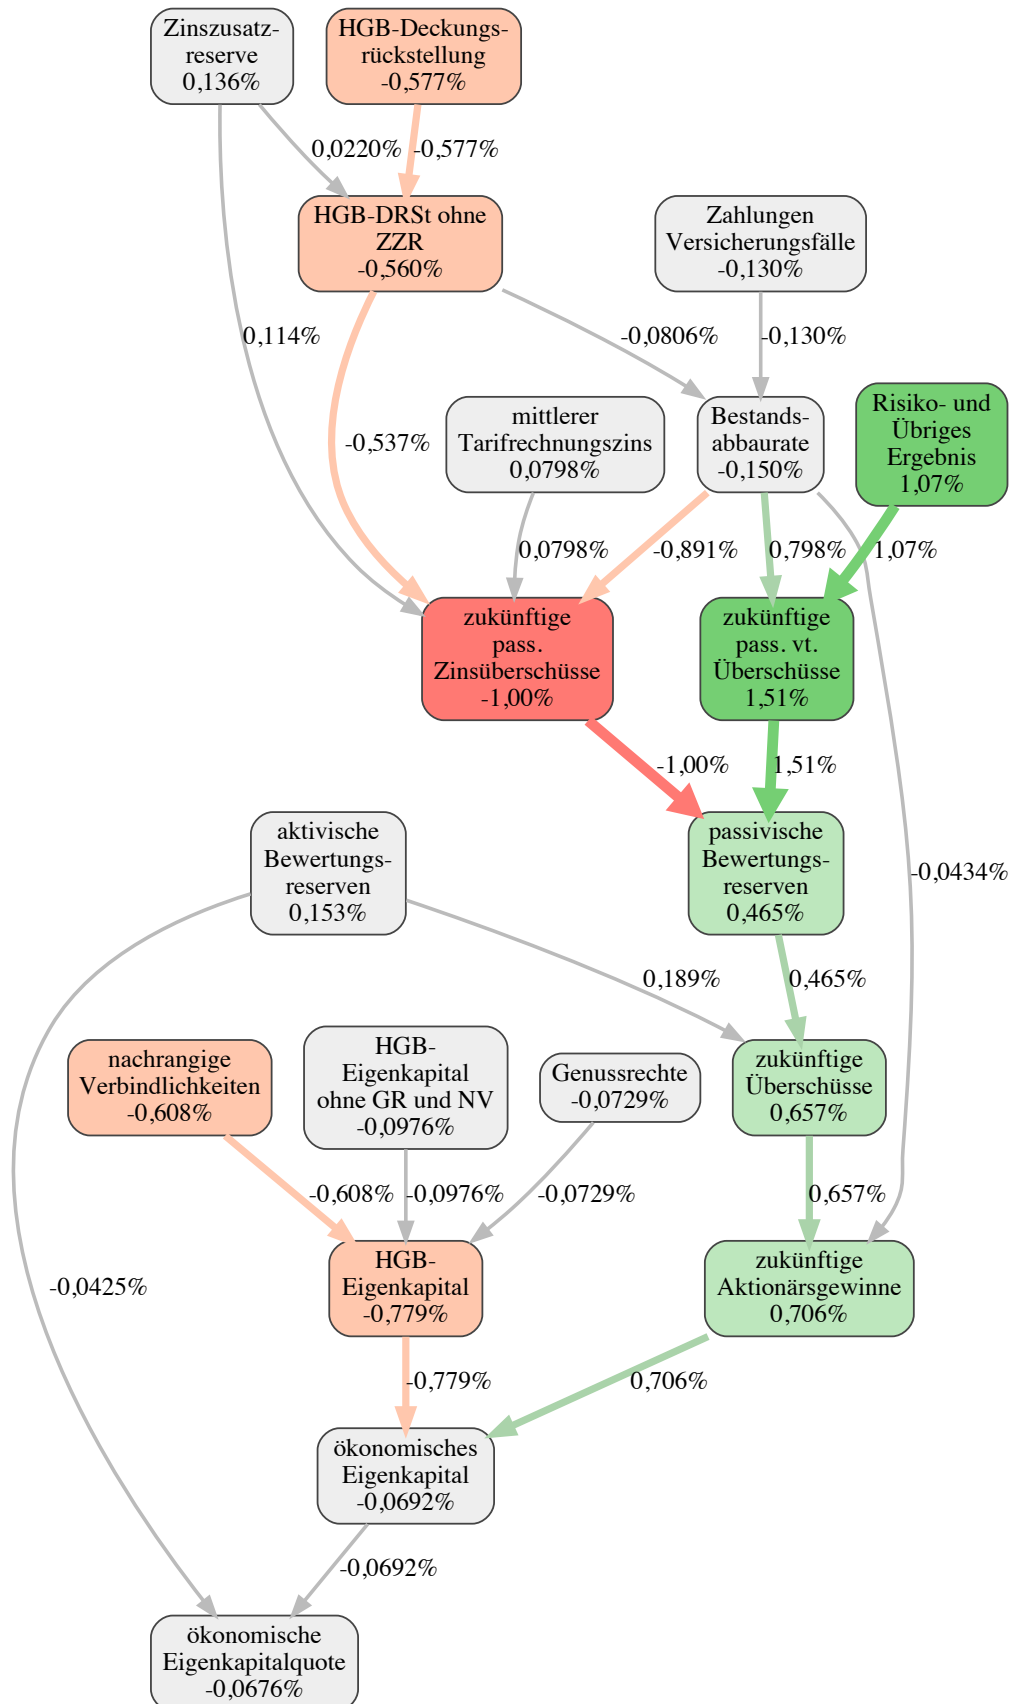 Zinszusatz-
reserve
0,136%
HGB-Deckungs-
rückstellung
-0,577%
0,0220%
-0,577%
HGB-DRSt ohne
ZZR
-0,560%
Zahlungen
Versicherungsfälle
-0,130%
0,114%
-0,0806%
-0,130%
-0,537%
mittlerer
Tarifrechnungszins
0,0798%
Bestands-
abbaurate
-0,150%
Risiko- und
Übriges
Ergebnis
1,07%
0,0798%
-0,891%
0,798%
1,07%
zukünftige
pass.
Zinsüberschüsse
-1,00%
zukünftige
pass. vt.
Überschüsse
1,51%
-1,00%
1,51%
aktivische
Bewertungs-
reserven
0,153%
passivische
Bewertungs-
reserven
0,465%
-0,0434%
0,189%
0,465%
nachrangige
Verbindlichkeiten
-0,608%
HGB-
Eigenkapital
ohne GR und NV
-0,0976%
Genussrechte
-0,0729%
zukünftige
Überschüsse
0,657%
-0,608%
-0,0976%
-0,0729%
0,657%
-0,0425%
HGB-
Eigenkapital
-0,779%
zukünftige
Aktionärsgewinne
0,706%
-0,779%
0,706%
ökonomisches
Eigenkapital
-0,0692%
-0,0692%
ökonomische
Eigenkapitalquote
-0,0676%